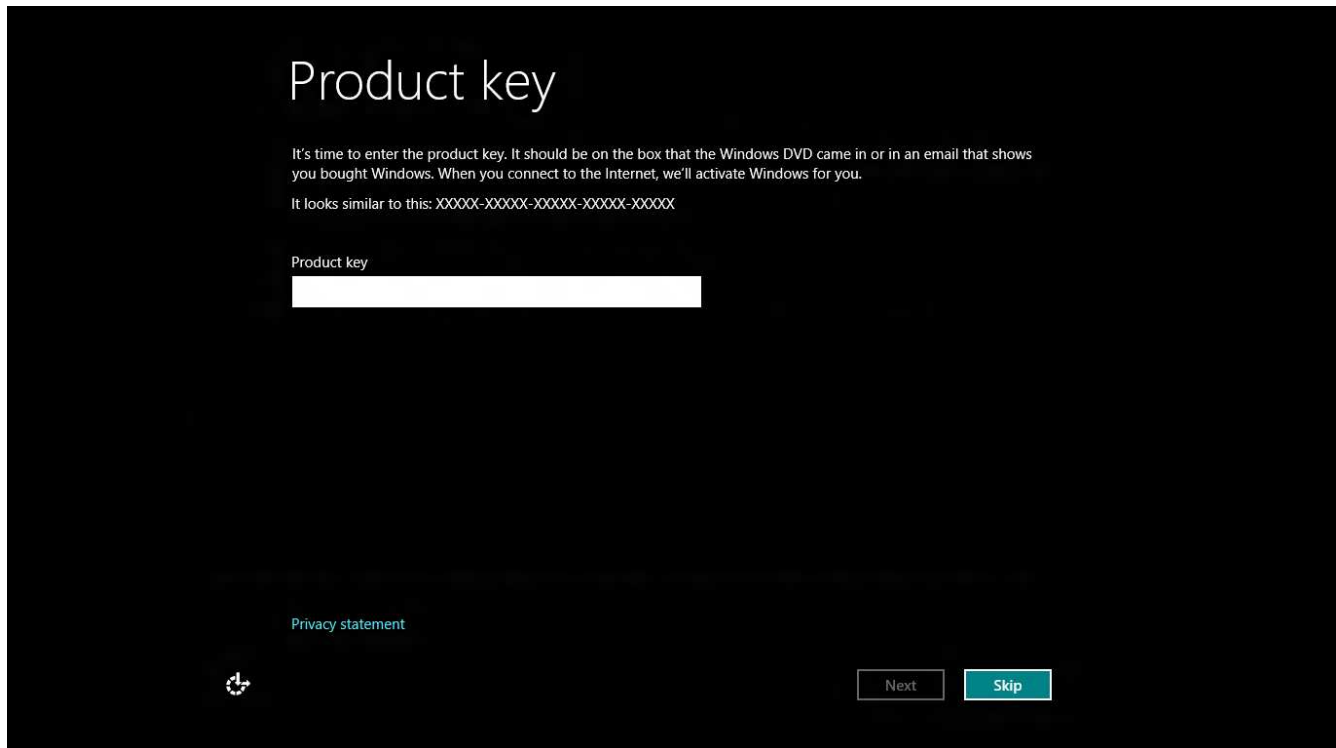 Product key
It's time to enter the product key. It should be on the box that the Windows DVD came in or in an email that shows
you bought Windows. When you connect to the Internet, we'll activate Windows for you.
It looks similar to this: XXXXX-XXXXX-XXXXX-XXXXX-XXXXX
Product key
Privacy statement
Next
Skip